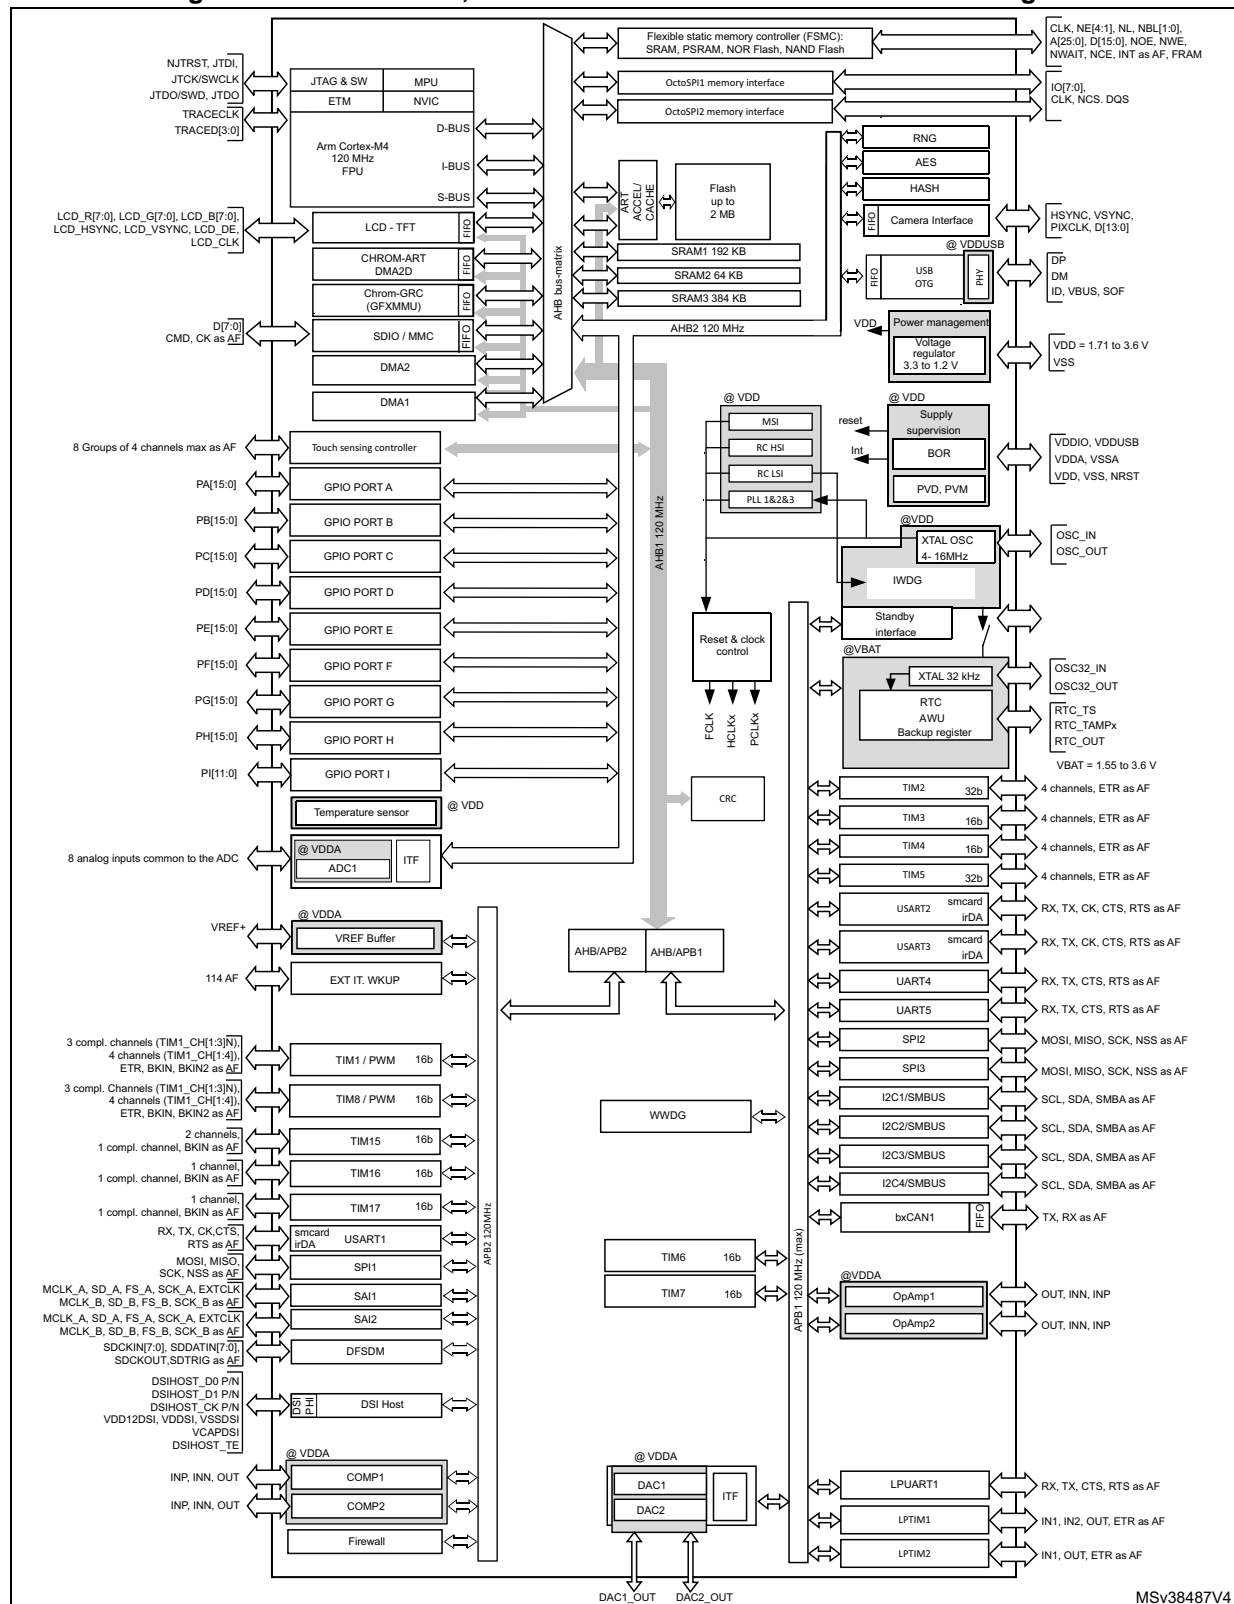 CLK, NE[4:1], NL, NBL[1:0],
A[25:0], D[15:0], NOE, NWE,
NWAIT, NCE, INT as AF, FRAM
Flexible static memory controller (FSMC):
SRAM, PSRAM, NOR Flash, NAND Flash
NJTRST, JTDI,
JTCK/SWCLK
JTDO/SWD, JTDO
TRACECLK
TRACED[3:0]
JTAG & SW
MPU
ETM
NVIC
Arm Cortex-M4
120 MHz
FPU
D-BUS
I-BUS
S-BUS
OctoSPI1 memory interface
OctoSPI2 memory interface
IO[7:0],
CLK, NCS. DQS
RNG
AES
HASH
FIFO
Camera Interface
HSYNC, VSYNC,
PIXCLK, D[13:0]
@ VDDUSB
FIFO
USB
OTG
PHY
DP
DM
ID, VBUS, SOF
ART
ACCEL/
CACHE
Flash
up to
2 MB
SRAM1 192 KB
SRAM2 64 KB
SRAM3 384 KB
AHB bus-matrix
AHB2 120 MHz
LCD_R[7:0], LCD_G[7:0], LCD_B[7:0],
LCD_HSYNC, LCD_VSYNC, LCD_DE,
LCD_CLK
LCD - TFT
FIFO
CHROM-ART
DMA2D
FIFO
Chrom-GRC
(GFXMMU)
FIFO
D[7:0]
CMD, CK as AF
SDIO / MMC
FIFO
DMA2
DMA1
VDD
Power management
Voltage
regulator
3.3 to 1.2 V
VDD = 1.71 to 3.6 V
VSS
@ VDD
MSI
RC HSI
RC LSI
PLL 1&2&3
@ VDD
reset
Int
Supply
supervision
BOR
PVD, PVM
VDDIO, VDDUSB
VDDA, VSSA
VDD, VSS, NRST
@VDD
XTAL OSC
4- 16MHz
IWDG
OSC_IN
OSC_OUT
Standby
interface
@VBAT
XTAL 32 kHz
RTC
AWU
Backup register
OSC32_IN
OSC32_OUT
RTC_TS
RTC_TAMPx
RTC_OUT
VBAT = 1.55 to 3.6 V
Reset & clock
control
FCLK
HCLKx
PCLKx
AHB1 120 MHz
CRC
8 Groups of 4 channels max as AF
Touch sensing controller
PA[15:0]
GPIO PORT A
PB[15:0]
GPIO PORT B
PC[15:0]
GPIO PORT C
PD[15:0]
GPIO PORT D
PE[15:0]
GPIO PORT E
PF[15:0]
GPIO PORT F
PG[15:0]
GPIO PORT G
PH[15:0]
GPIO PORT H
PI[11:0]
GPIO PORT I
Temperature sensor
@ VDD
8 analog inputs common to the ADC
@ VDDA
ADC1
ITF
VREF+
@ VDDA
VREF Buffer
114 AF
EXT IT. WKUP
AHB/APB2
AHB/APB1
3 compl. channels (TIM1_CH[1:3]N),
4 channels (TIM1_CH[1:4]),
ETR, BKIN, BKIN2 as AF
TIM1 / PWM 16b
3 compl. Channels (TIM1_CH[1:3]N),
4 channels (TIM1_CH[1:4]),
ETR, BKIN, BKIN2 as AF
TIM8 / PWM 16b
2 channels,
1 compl. channel, BKIN as AF
TIM15 16b
1 channel,
1 compl. channel, BKIN as AF
TIM16 16b
1 channel,
1 compl. channel, BKIN as AF
TIM17 16b
RX, TX, CK,CTS,
RTS as AF
smcard
irDA
USART1
MOSI, MISO,
SCK, NSS as AF
SPI1
MCLK_A, SD_A, FS_A, SCK_A, EXTCLK
MCLK_B, SD_B, FS_B, SCK_B as AF
SAI1
MCLK_A, SD_A, FS_A, SCK_A, EXTCLK
MCLK_B, SD_B, FS_B, SCK_B as AF
SAI2
SDCKIN[7:0], SDDATIN[7:0],
SDCKOUT,SDTRIG as AF
DFSDM
DSIHOST_D0 P/N
DSIHOST_D1 P/N
DSIHOST_CK P/N
VDD12DSI, VDDSI, VSSDSI
VCAPDSI
DSIHOST_TE
DSI
PHI
DSI Host
@ VDDA
INP, INN, OUT
COMP1
INP, INN, OUT
COMP2
Firewall
APB2 120MHz
WWDG
TIM6 16b
TIM7 16b
@ VDDA
DAC1
DAC2
ITF
DAC1_OUT
DAC2_OUT
APB1 120 MHz (max)
TIM2 32b
4 channels, ETR as AF
TIM3 16b
4 channels, ETR as AF
TIM4 16b
4 channels, ETR as AF
TIM5 32b
4 channels, ETR as AF
USART2
smcard
irDA
RX, TX, CK, CTS, RTS as AF
USART3
smcard
irDA
RX, TX, CK, CTS, RTS as AF
UART4
RX, TX, CTS, RTS as AF
UART5
RX, TX, CTS, RTS as AF
SPI2
MOSI, MISO, SCK, NSS as AF
SPI3
MOSI, MISO, SCK, NSS as AF
I2C1/SMBUS
SCL, SDA, SMBA as AF
I2C2/SMBUS
SCL, SDA, SMBA as AF
I2C3/SMBUS
SCL, SDA, SMBA as AF
I2C4/SMBUS
SCL, SDA, SMBA as AF
bxCAN1
FIFO
TX, RX as AF
@VDDA
OpAmp1
OUT, INN, INP
OpAmp2
OUT, INN, INP
LPUART1
RX, TX, CTS, RTS as AF
LPTIM1
IN1, IN2, OUT, ETR as AF
LPTIM2
IN1, OUT, ETR as AF
MSv38487V4